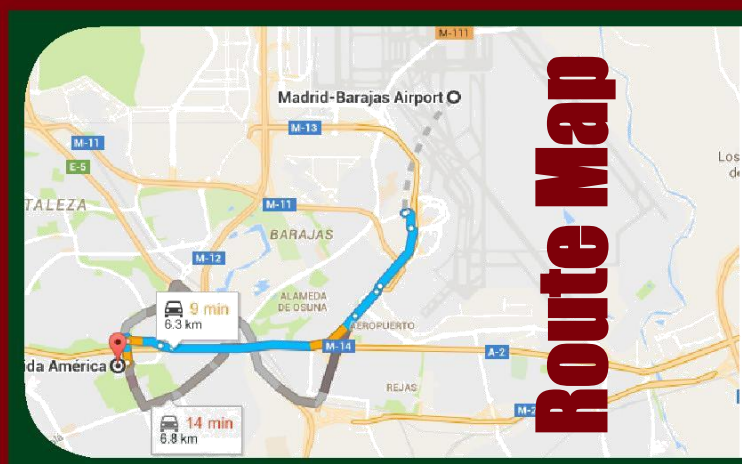 M-111
Madrid-Barajas Airport
M-13
M-11
E-5
Los
de
TALEZA
M-11
BARAJAS
M-12
ALAMEDA
DE OSUNA
9 min
6.3 km
AEROPUERTO
M-14
A-2
ida América
REJAS
M-2
14 min
6.8 km
Route Map